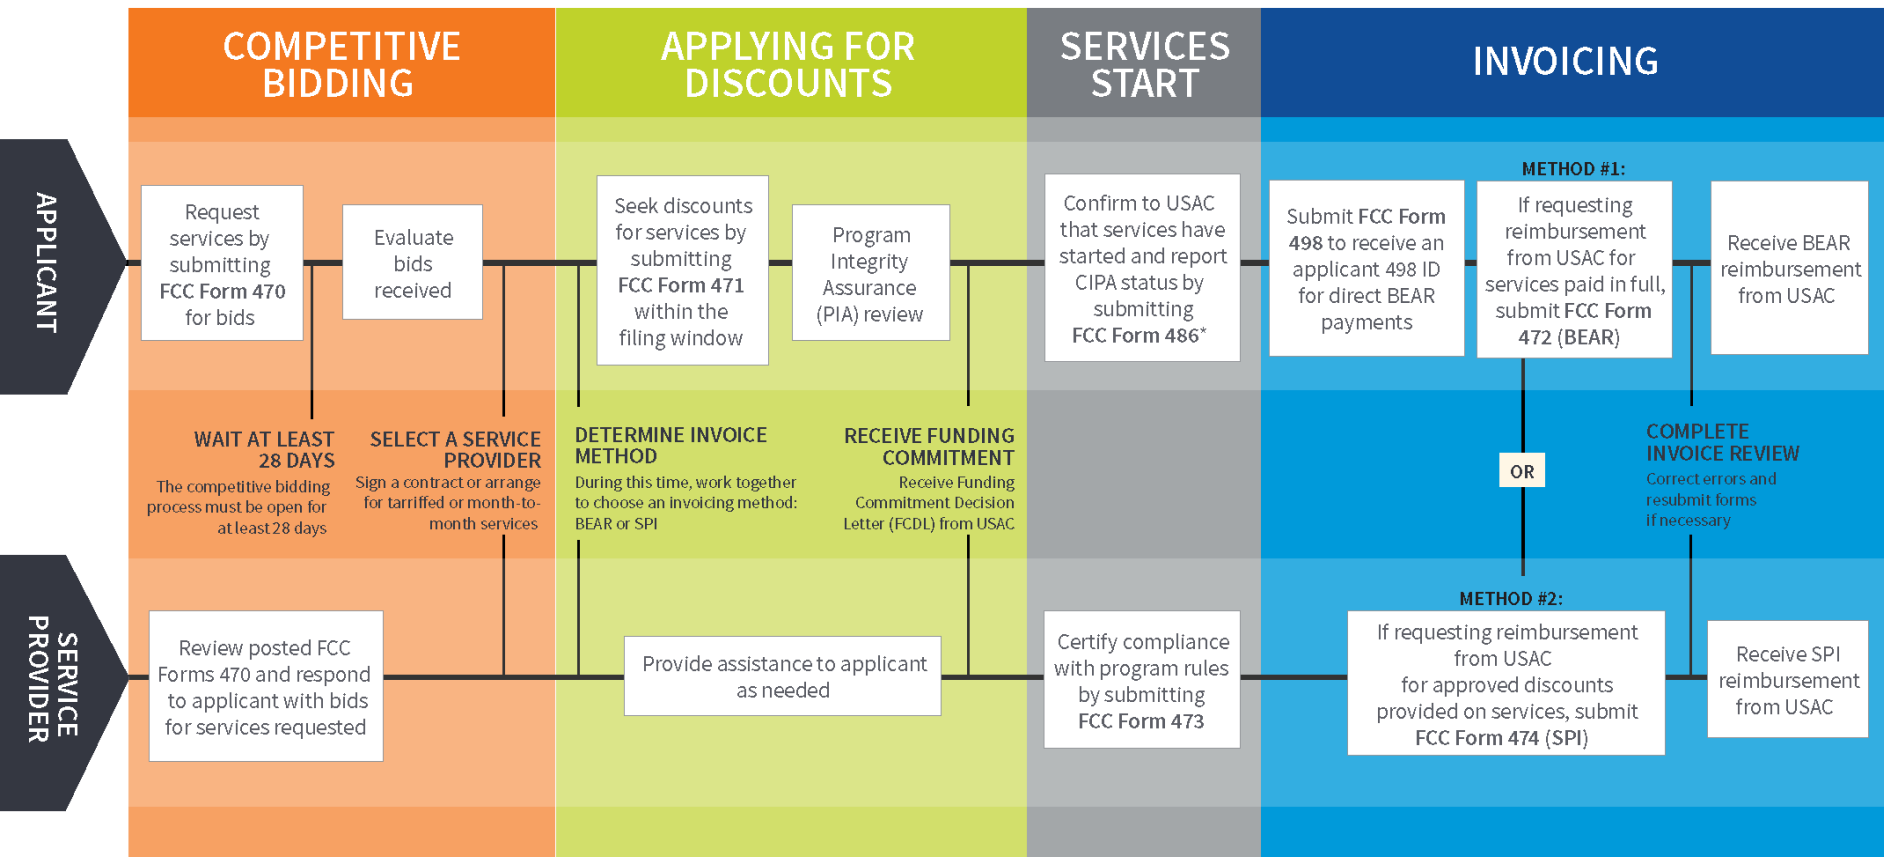 COMPETITIVE
BIDDING
APPLYING FOR
DISCOUNTS
SERVICES
START
INVOICING
APPLICANT
Request
services by
submitting
FCC Form 470
for bids
Evaluate
bids
received
Seek discounts
for services by
submitting
FCC Form 471
within the
filing window
Program
Integrity
Assurance
(PIA) review
Confirm to USAC
that services have
started and report
CIPA status by
submitting
FCC Form 486*
Submit FCC Form
498 to receive an
applicant 498 ID
for direct BEAR
payments
METHOD #1:
If requesting
reimbursement
from USAC for
services paid in full,
submit FCC Form
472 (BEAR)
Receive BEAR
reimbursement
from USAC
WAIT AT LEAST
28 DAYS
The competitive bidding
process must be open for
at least 28 days
SELECT A SERVICE
PROVIDER
Sign a contract or arrange
for tarriffed or month-to-
month services
DETERMINE INVOICE
METHOD
During this time, work together
to choose an invoicing method:
BEAR or SPI
RECEIVE FUNDING
COMMITMENT
Receive Funding
Commitment Decision
Letter (FCDL) from USAC
OR
COMPLETE
INVOICE REVIEW
Correct errors and
resubmit forms
if necessary
SERVICE
PROVIDER
Review posted FCC
Forms 470 and respond
to applicant with bids
for services requested
Provide assistance to applicant
as needed
Certify compliance
with program rules
by submitting
FCC Form 473
METHOD #2:
If requesting reimbursement
from USAC
for approved discounts
provided on services, submit
FCC Form 474 (SPI)
Receive SPI
reimbursement
from USAC